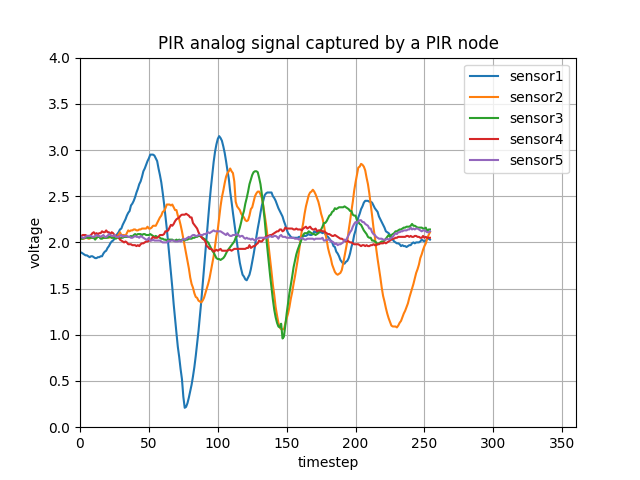 PIR analog signal captured by a PIR node
4.0
3.5
3.0
2.5
2.0
1.5
1.0
0.5
0.0
voltage
sensor1
sensor2
sensor3
sensor4
sensor5
0 50 100 150 200 250 300 350
timestep